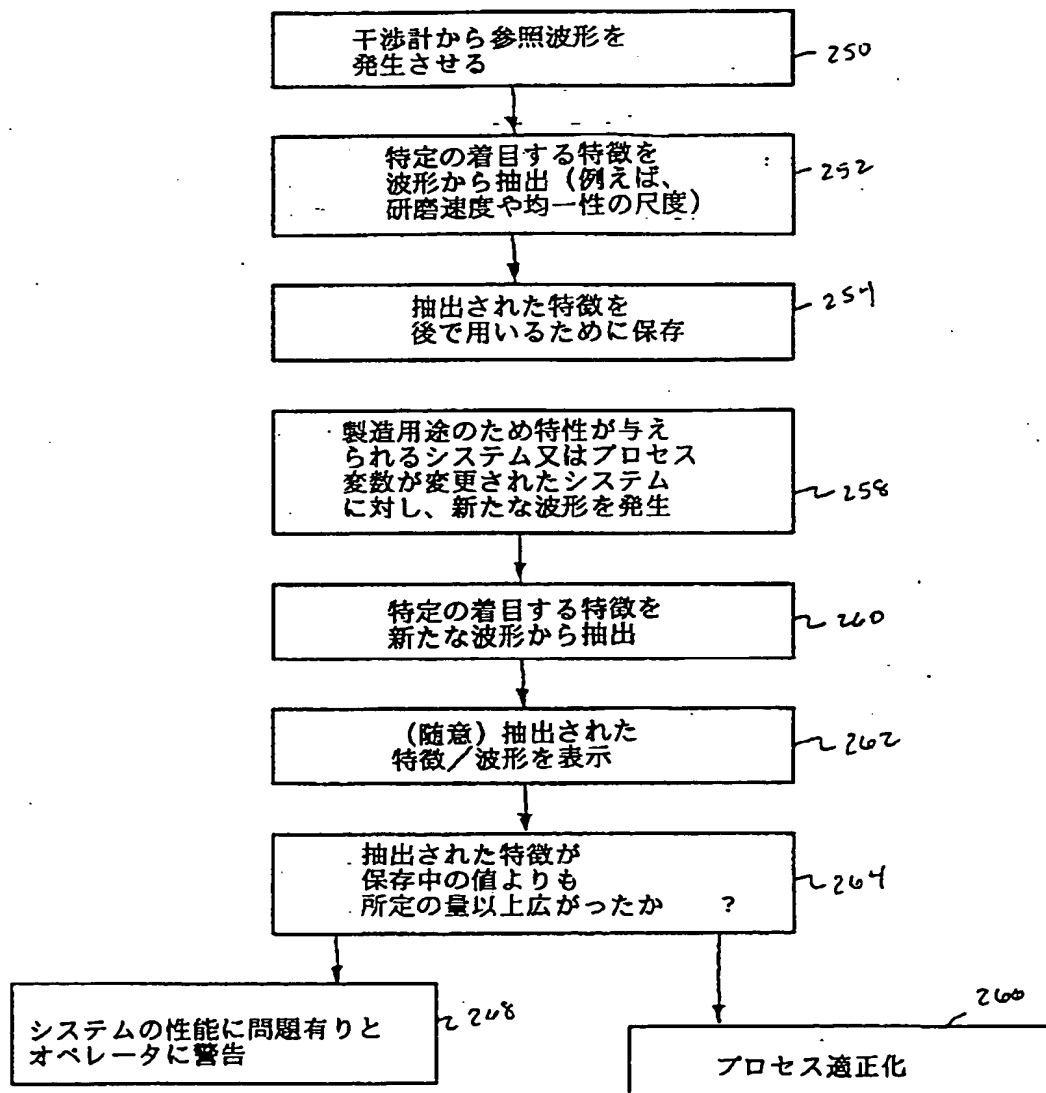 干渉計から参照波形を
発生させる
250
特定の着目する特徴を
波形から抽出(例えば、
研磨速度や均一性の尺度)
252
抽出された特徴を
後で用いるために保存
254
製造用途のため特性が与え
られるシステム又はプロセス
変数が変更されたシステム
に対し、新たな波形を発生
258
特定の着目する特徴を
新たな波形から抽出
260
(随意)抽出された
特徴/波形を表示
262
抽出された特徴が
保存中の値よりも
所定の量以上広がったか ?
264
システムの性能に問題有りと
オペレータに警告
268
プロセス適正化
260